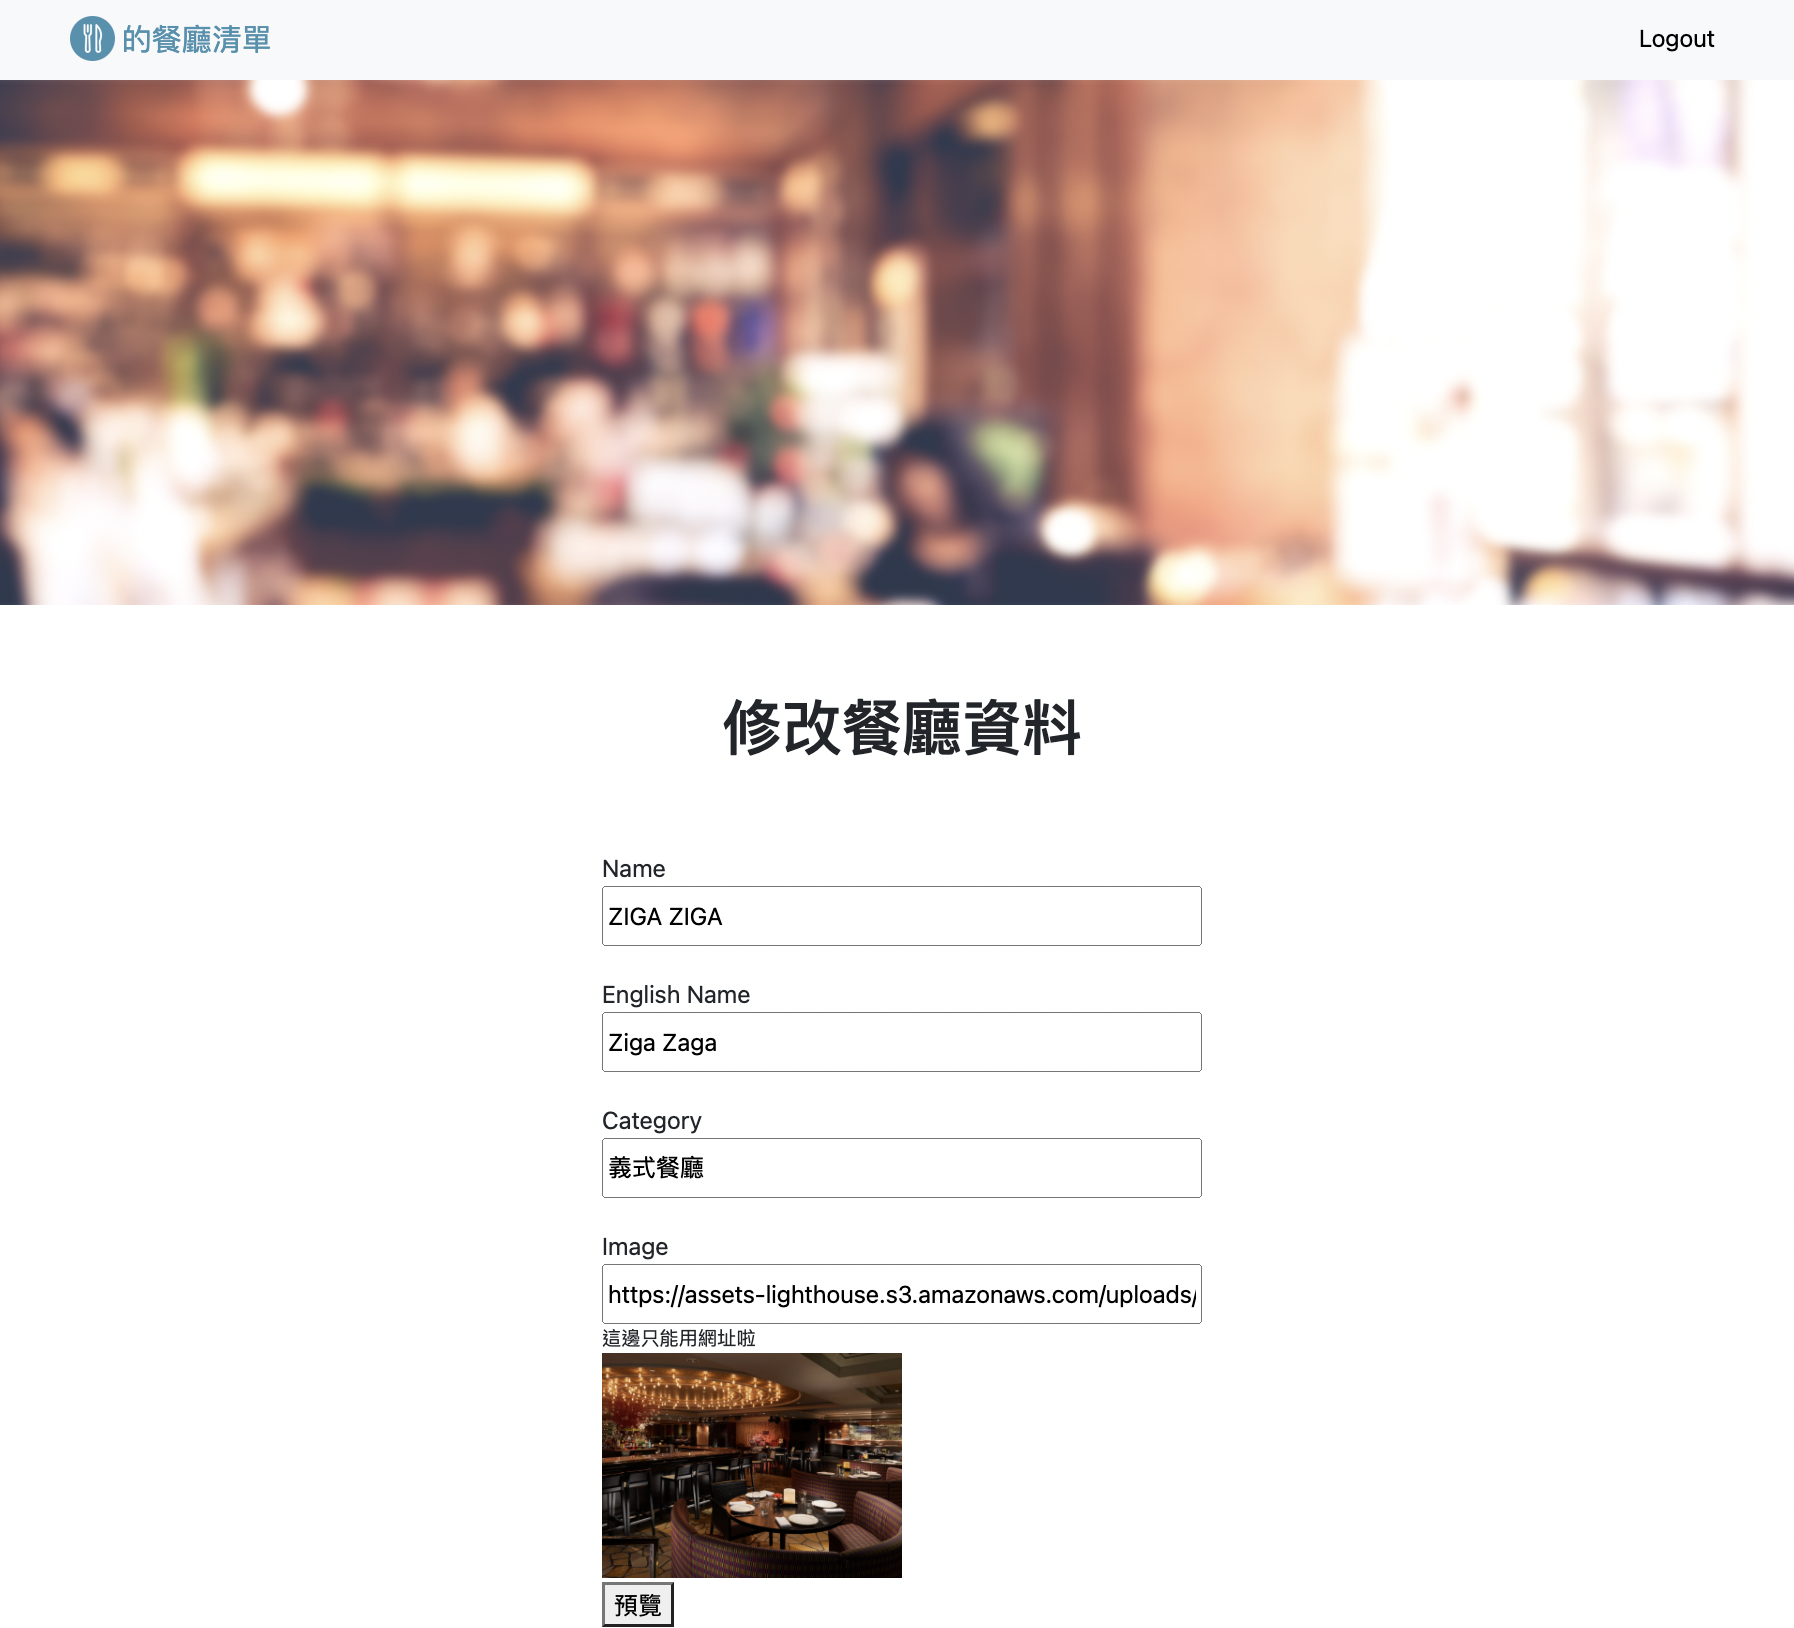 的餐廳清單
Logout
修改餐廳資料
Name
ZIGA ZIGA
English Name
Ziga Zaga
Category
義式餐廳
Image
https://assets-lighthouse.s3.amazonaws.com/uploads/
這邊只能用網址啦
預覽